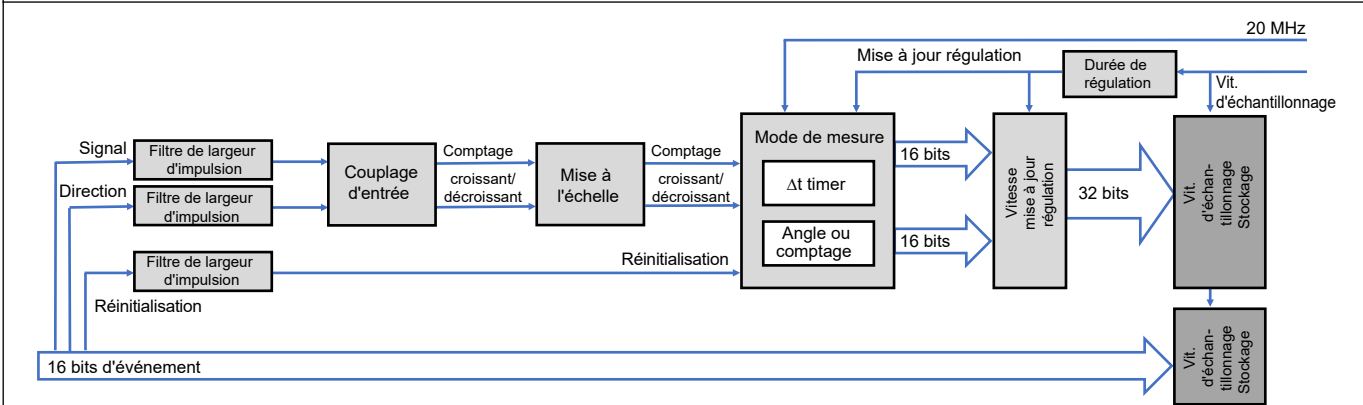 20 MHz
Mise à jour régulation
Durée de
régulation
Vit.
d'échantillonnage
Signal
Filtre de largeur
d'impulsion
Direction
Filtre de largeur
d'impulsion
Couplage
d'entrée
Comptage
croissant/
décroissant
Mise à
l'échelle
Comptage
croissant/
décroissant
Mode de mesure
Δt timer
Angle ou
comptage
16 bits
16 bits
Vitesse
mise à jour
régulation
32 bits
Vit.
d'échan-
tillonnage
Stockage
Filtre de largeur
d'impulsion
Réinitialisation
Réinitialisation
16 bits d'événement
Vit.
d'échan-
tillonnage
Stockage